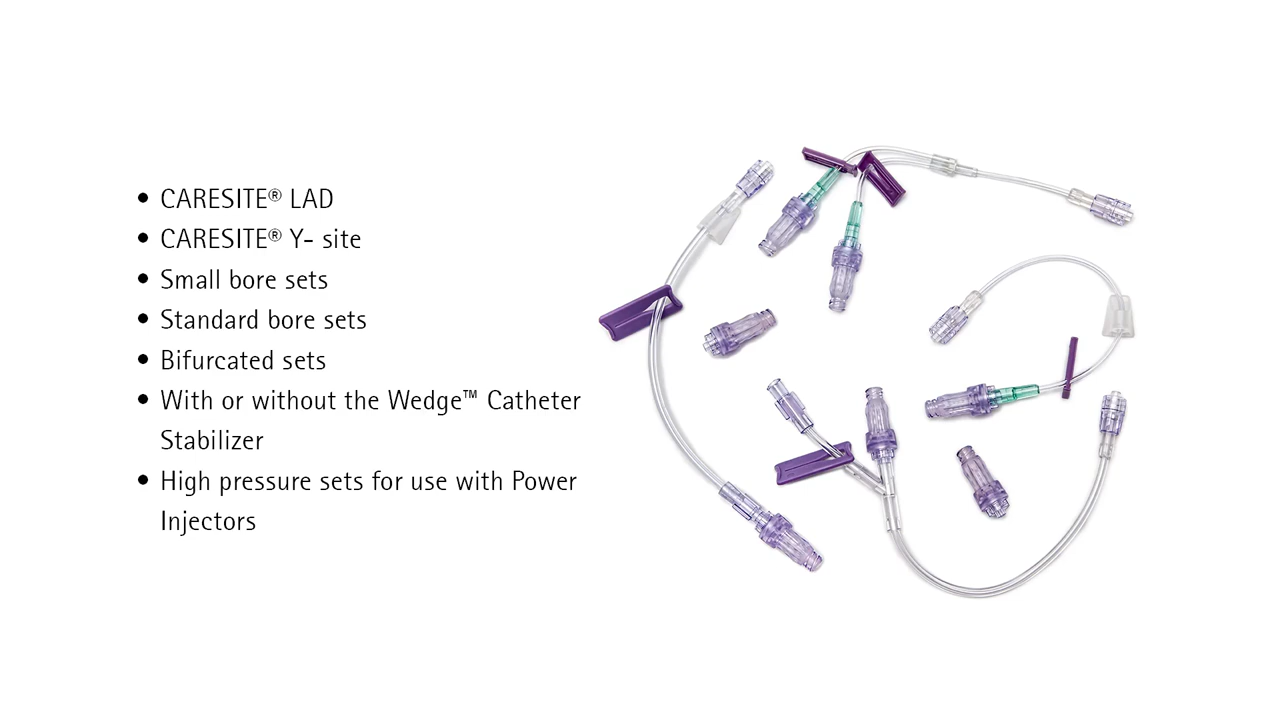 • CARESITE® LAD
• CARESITE® Y- site
• Small bore sets
• Standard bore sets
• Bifurcated sets
• With or without the Wedge™ Catheter
Stabilizer
• High pressure sets for use with Power
Injectors